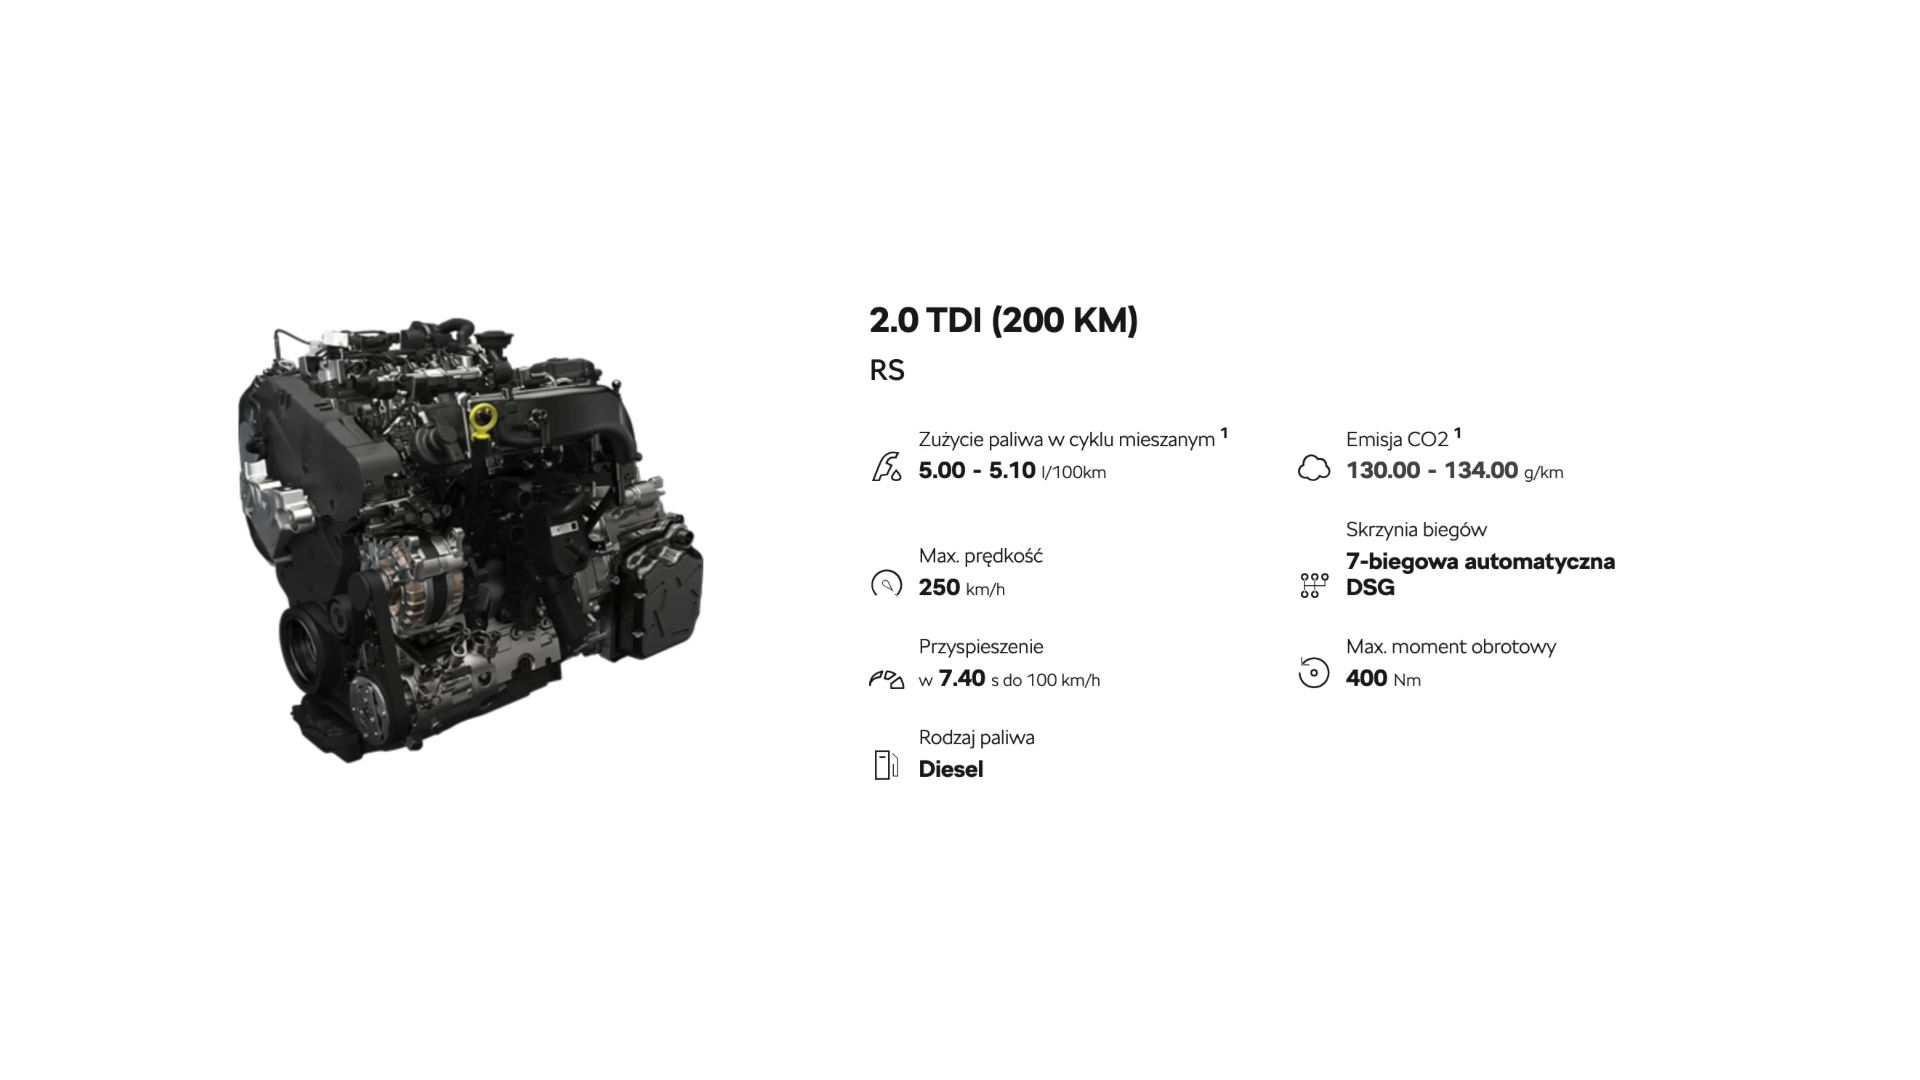 2.0 TDI (200 KM)
RS
Zużycie paliwa w cyklu mieszanym 1
5.00 - 5.10 l/100km
Emisja CO2 1
130.00 - 134.00 g/km
Max. prędkość
250 km/h
Skrzynia biegów
7-biegowa automatyczna
DSG
Przyspieszenie
w 7.40 s do 100 km/h
Max. moment obrotowy
400 Nm
Rodzaj paliwa
Diesel